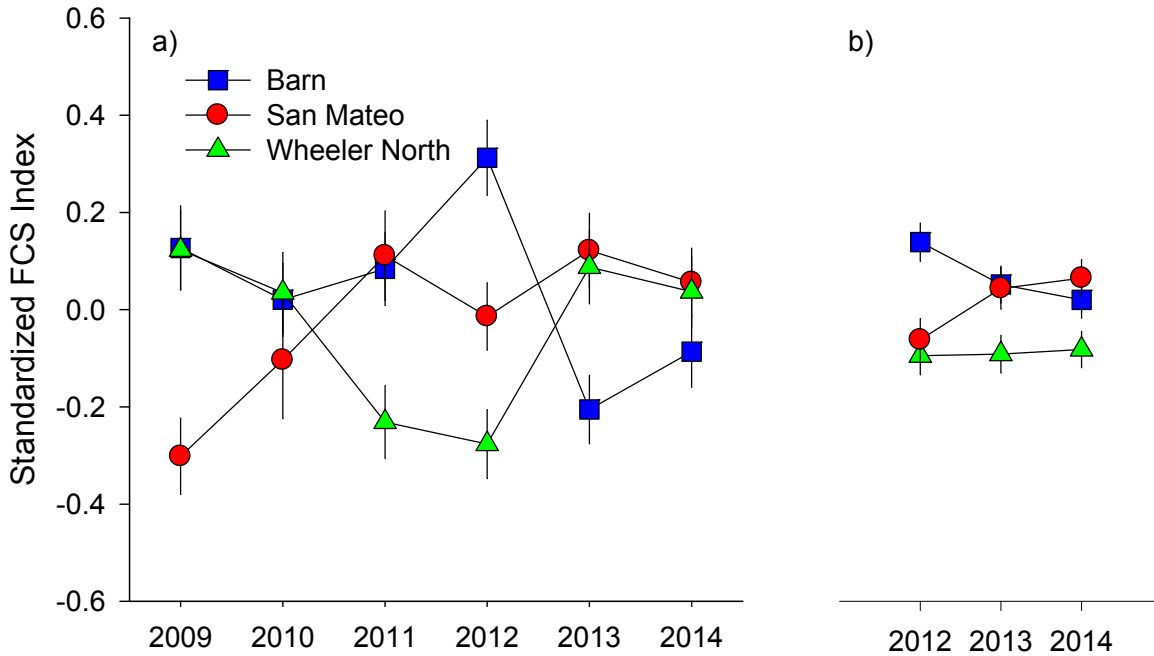 0.6
a)
b)
Barn
San Mateo
Wheeler North
0.4
0.2
0.0
-0.2
-0.4
-0.6
Standardized FCS Index
2009 2010 2011 2012 2013 2014
2012 2013 2014